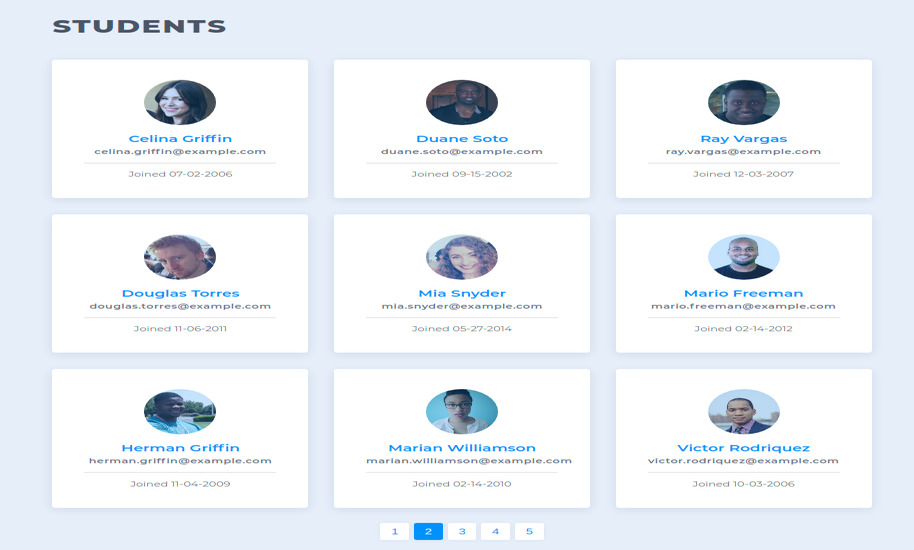 STUDENTS
Celina Griffin
celina.griffin@example.com
Joined 07-02-2006
Duane Soto
duane.soto@example.com
Joined 09-15-2002
Ray Vargas
ray.vargas@example.com
Joined 12-03-2007
Douglas Torres
douglas.torres@example.com
Joined 11-06-2011
Mia Snyder
mia.snyder@example.com
Joined 05-27-2014
Mario Freeman
mario.freeman@example.com
Joined 02-14-2012
Herman Griffin
herman.griffin@example.com
Joined 11-04-2009
Marian Williamson
marian.williamson@example.com
Joined 02-14-2010
Victor Rodriquez
victor.rodriquez@example.com
Joined 10-03-2006
1 2 3 4 5